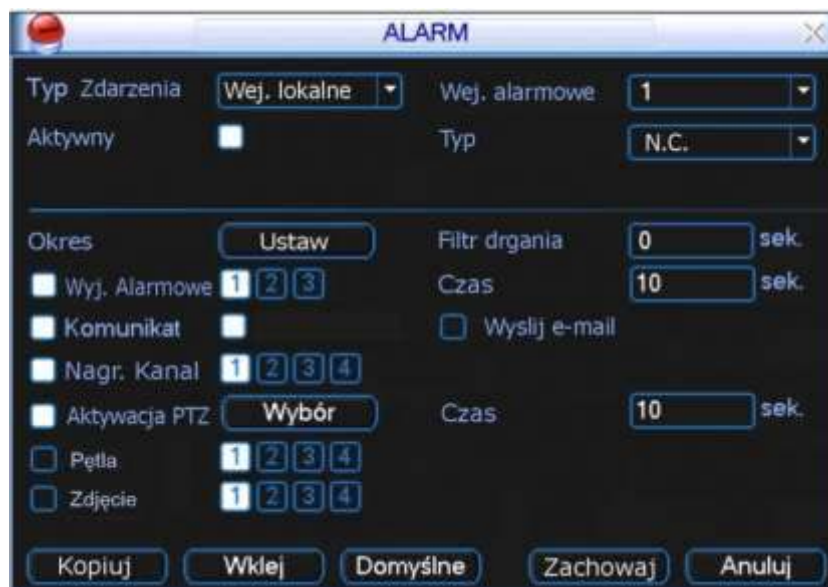 ALARM
Typ Zdarzenia Wej. lokalne Wej. alarmowe 1
Aktywny Typ N.C.
Okres Ustaw Filtr drgania 0 sek.
Wyj. Alarmowe 1 2 3 Czas 10 sek.
Komunikat Wyslij e-mail
Nagr. Kanal 1 2 3 4
Aktywacja PTZ Wybór Czas 10 sek.
Pętla 1 2 3 4
Zdjęcie 1 2 3 4
Kopiuj Wklej Domyślne Zachowaj Anuluj